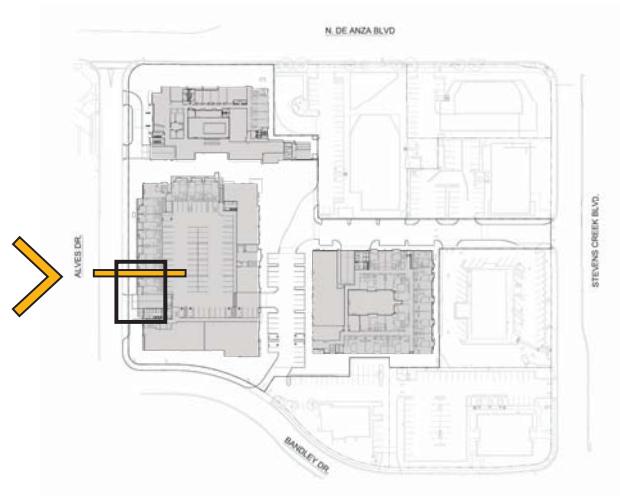 N. DE ANZA BLVD
ALVES DR.
STEVENS CREEK BLVD.
BANDLEY DR.